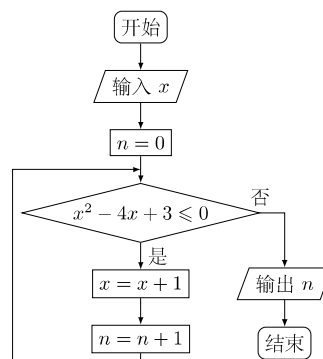 开始
输入 x
n = 0
x² − 4x + 3 ⩽ 0
否
是
x = x + 1
输出 n
n = n + 1
结束